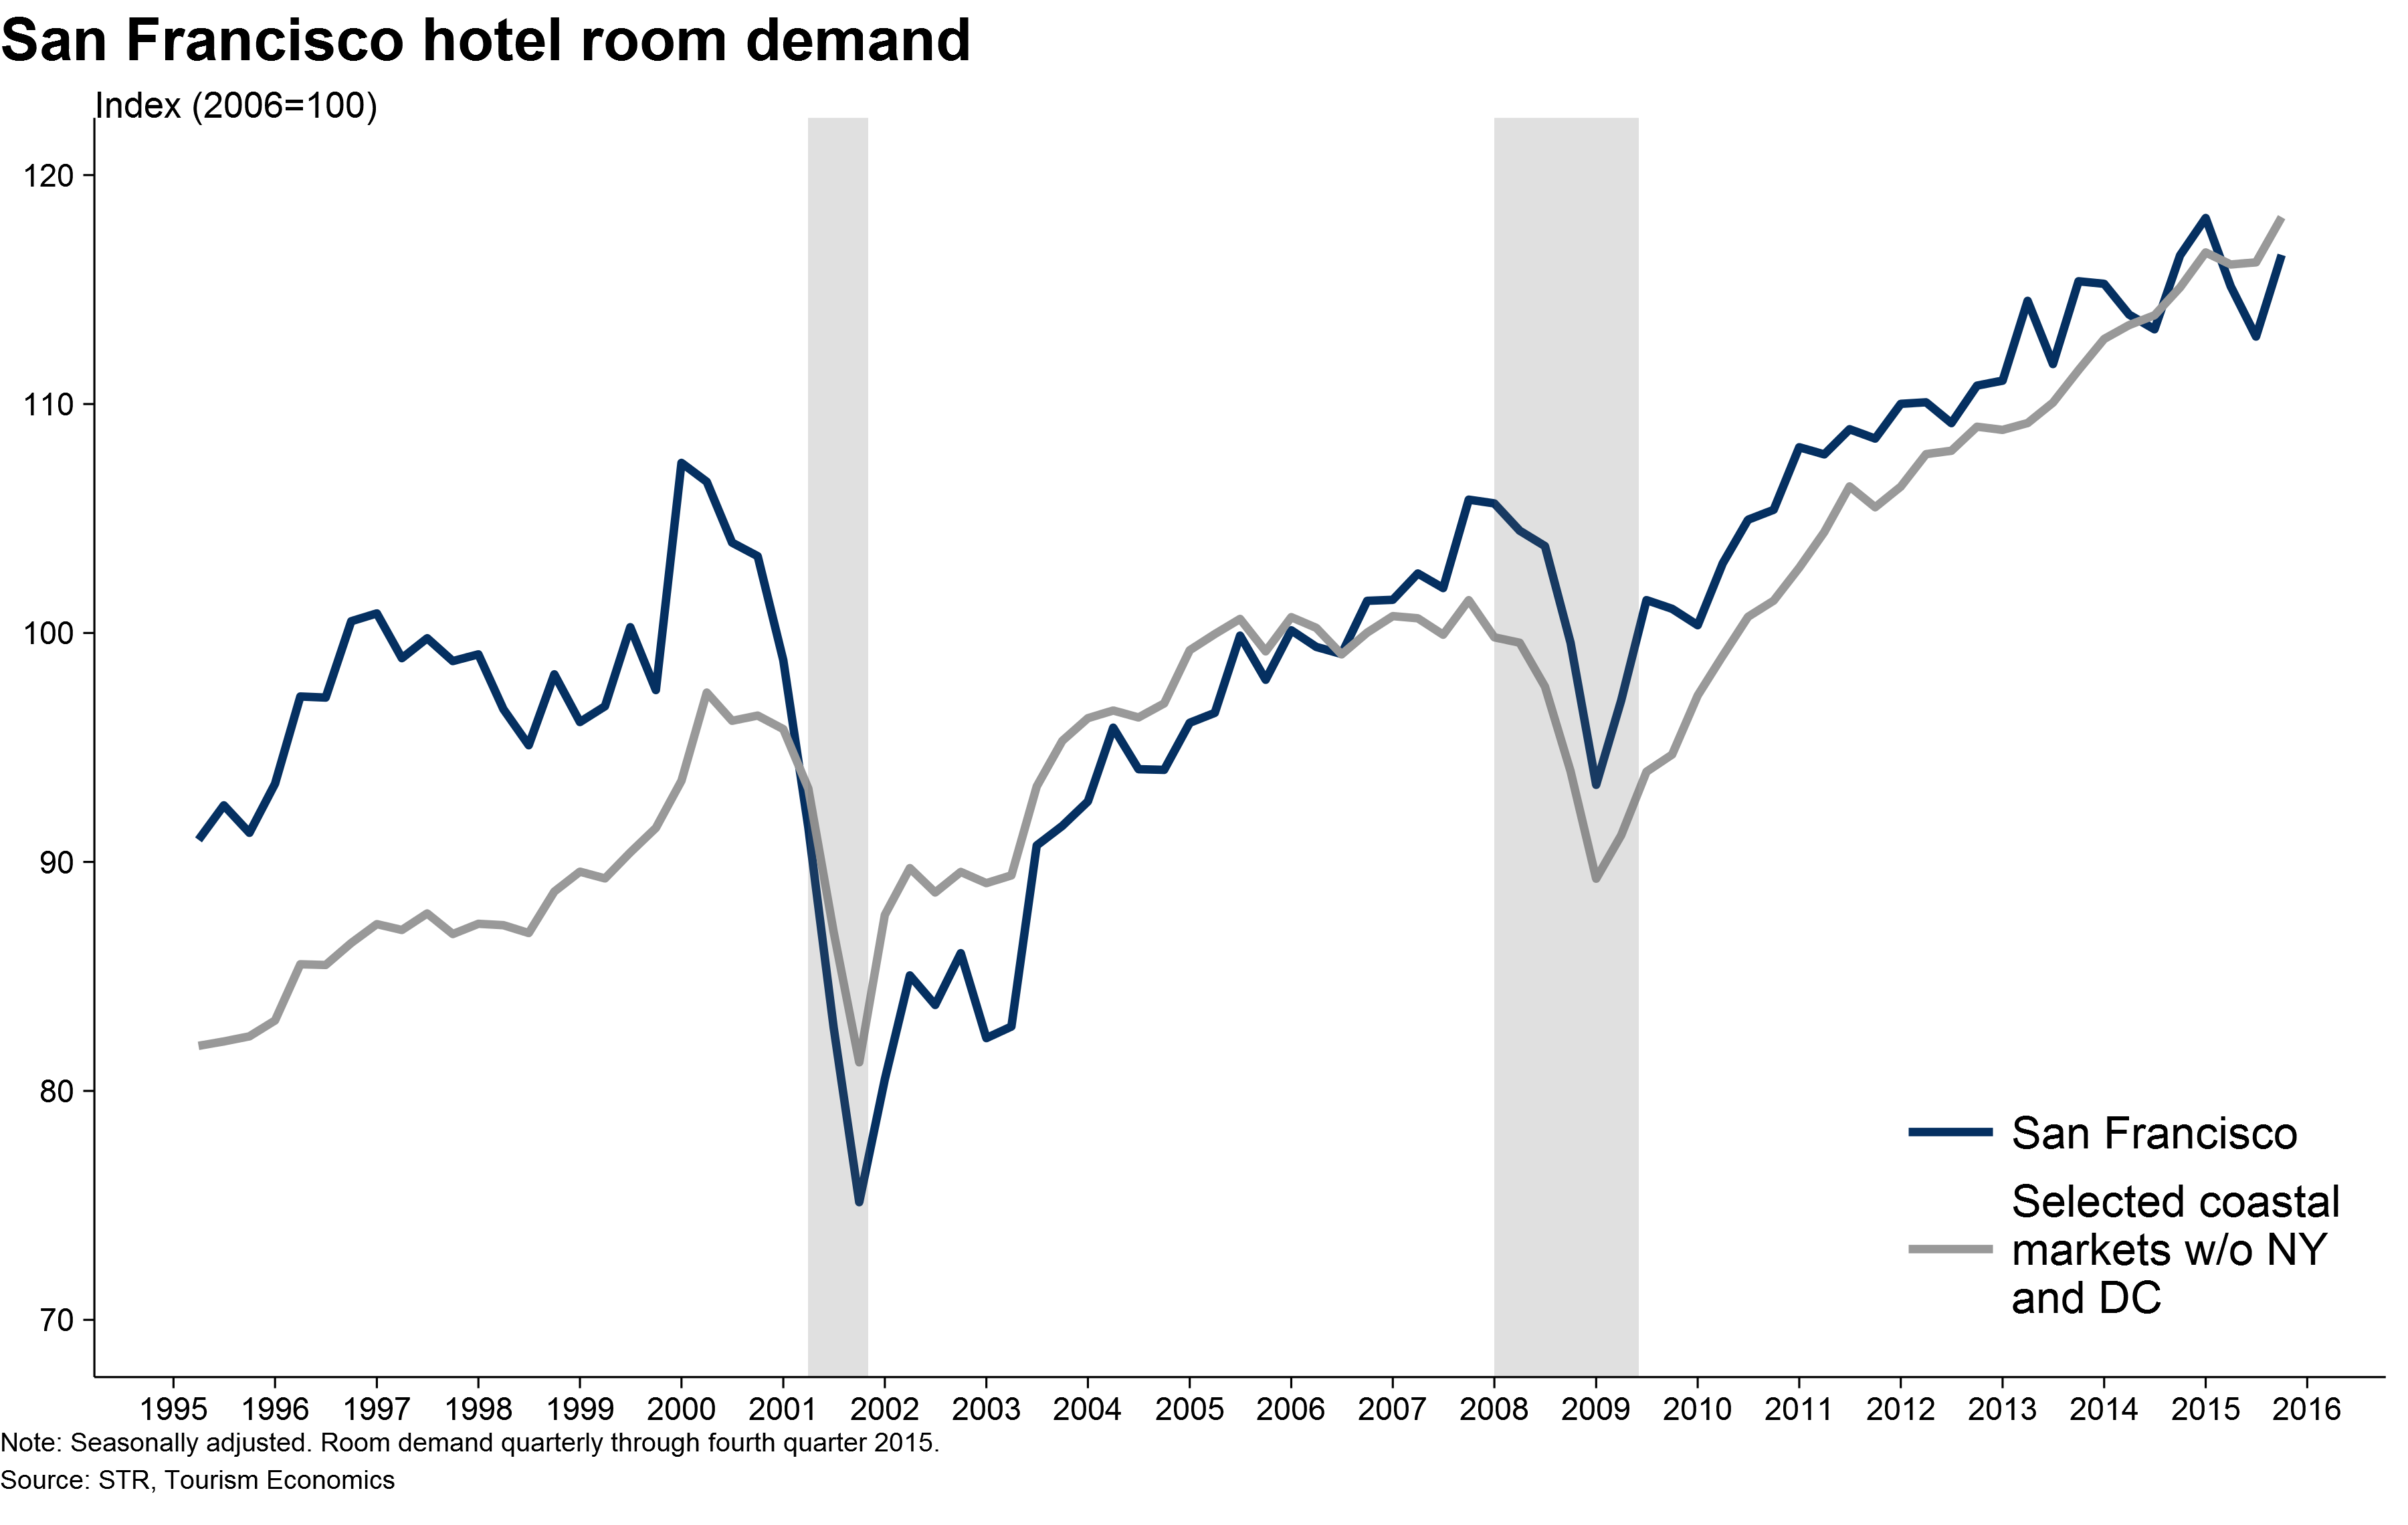 San Francisco hotel room demand
Index (2006=100)
120
110
100
90
80
70
San Francisco
Selected coastal
markets w/o NY
and DC
1995 1996 1997 1998 1999 2000 2001 2002 2003 2004 2005 2006 2007 2008 2009 2010 2011 2012 2013 2014 2015 2016
Note: Seasonally adjusted. Room demand quarterly through fourth quarter 2015.
Source: STR, Tourism Economics